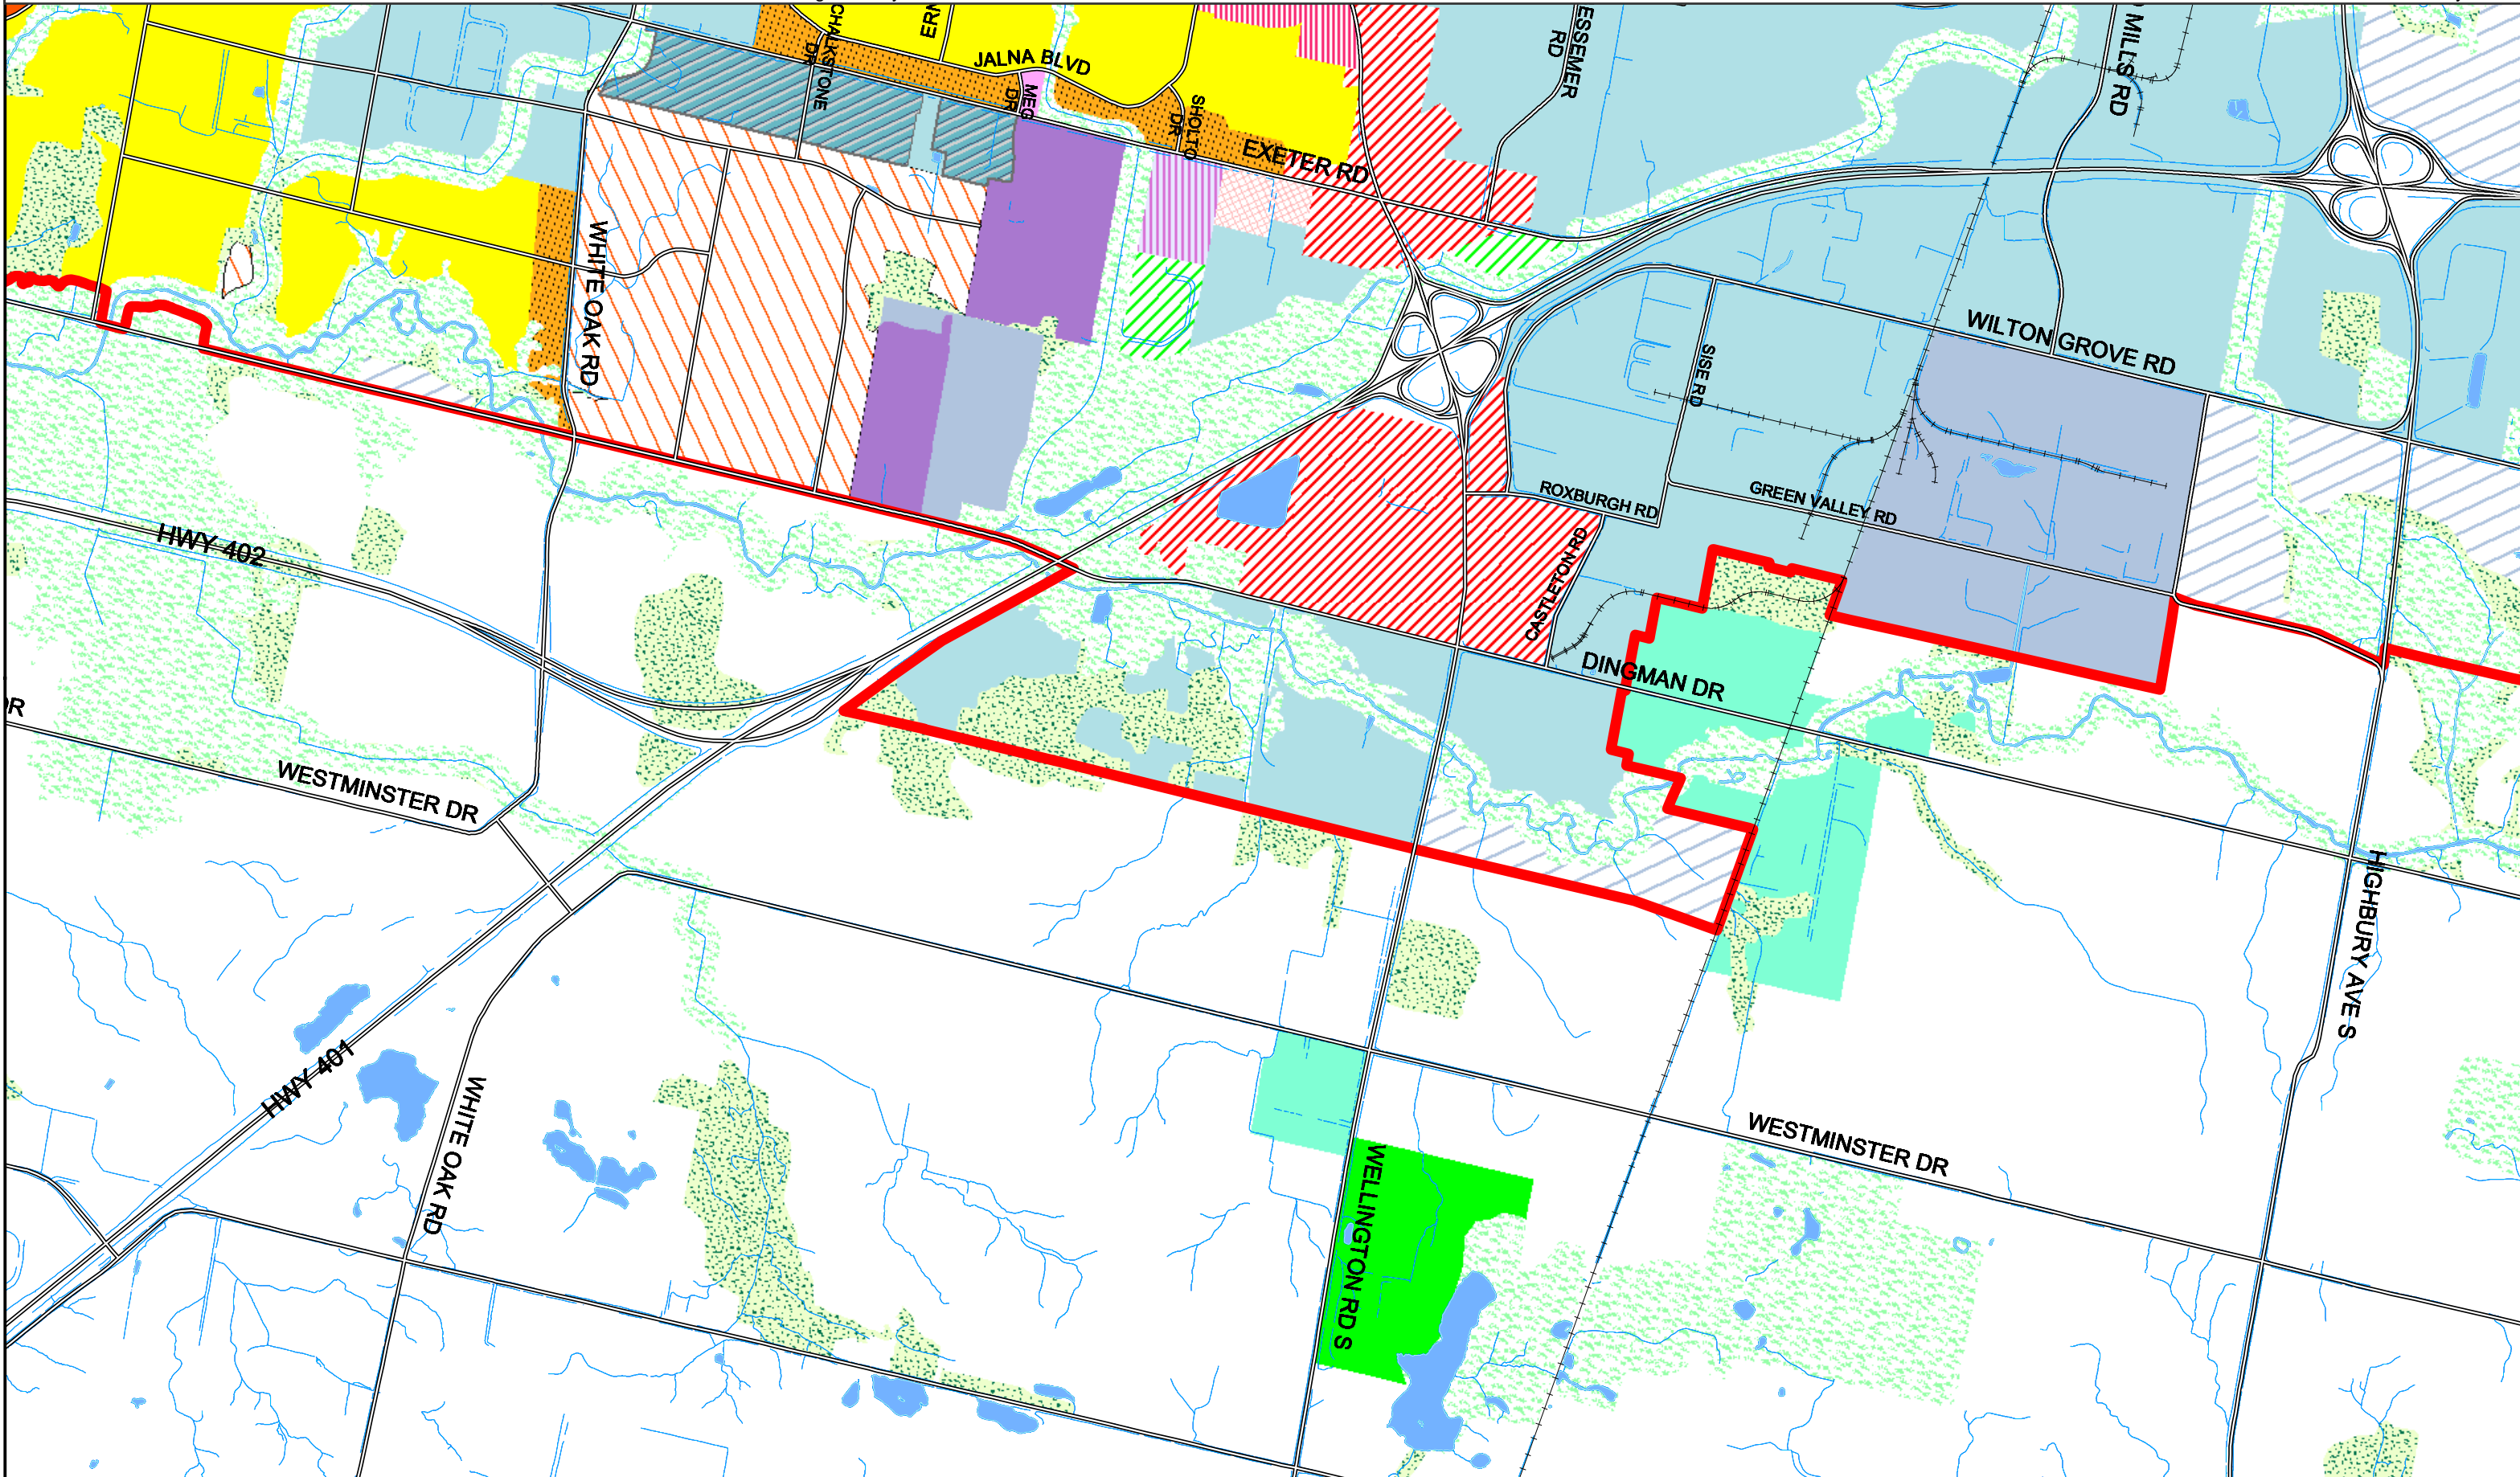 CHALKSTONE
DR
JALNA BLVD
MEG
DR
SHOLTO
DR
EXETER RD
ESSEMER
RD
MILLS RD
WHITE OAK RD
WILTON GROVE RD
SISE RD
ROXBURGH RD
GREEN VALLEY RD
CASTLETON RD
HWY 402
DINGMAN DR
DR
WESTMINSTER DR
HIGHBURY AVE S
HWY 401
WHITE OAK RD
WESTMINSTER DR
WELLINGTON RD S